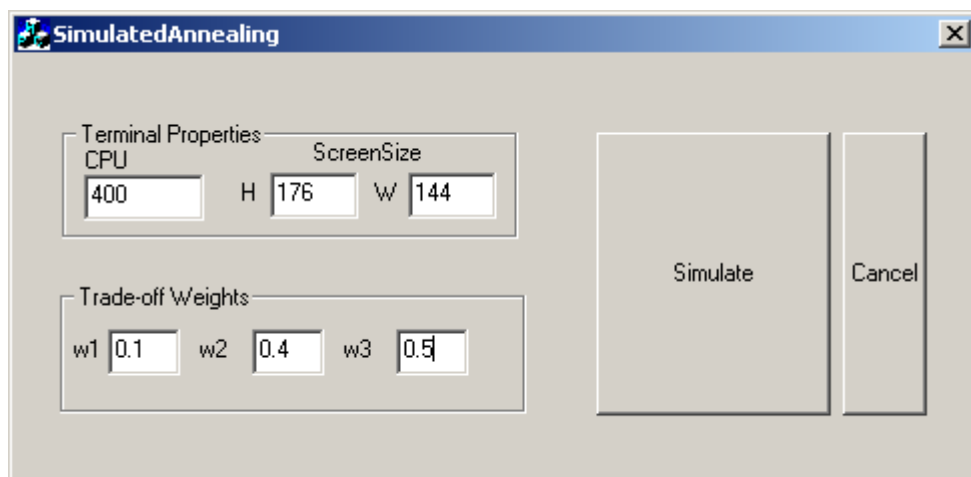 SimulatedAnnealing
Terminal Properties
CPU ScreenSize
400 H 176 W 144
Simulate Cancel
Trade-off Weights
w1 0.1 w2 0.4 w3 0.5